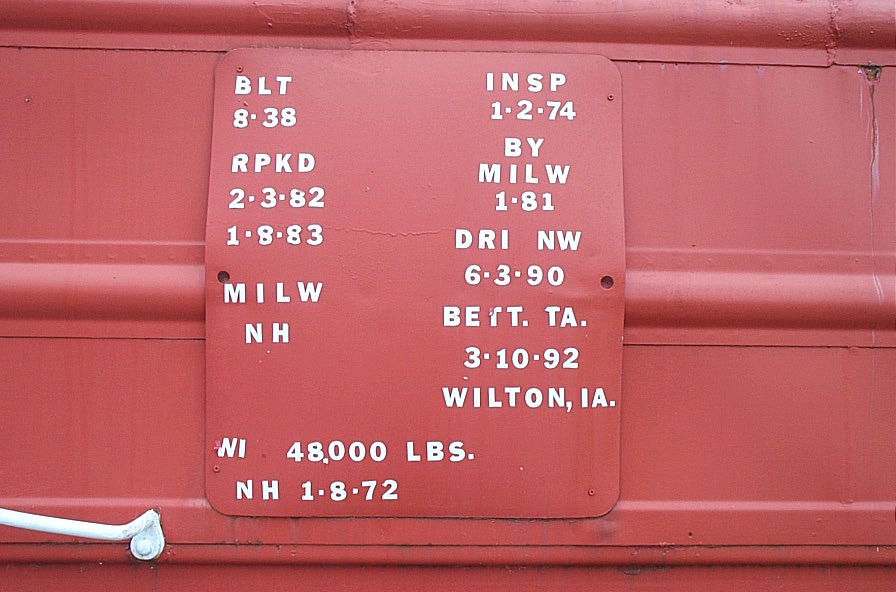 BLT
8·38
RPKD
2·3·82
1·8·83
MILW
NH
INSP
1·2·74
BY
MILW
1·81
DRI NW
6·3·90
BETT. TA.
3·10·92
WILTON, IA.
WI 48,000 LBS.
NH 1·8·72